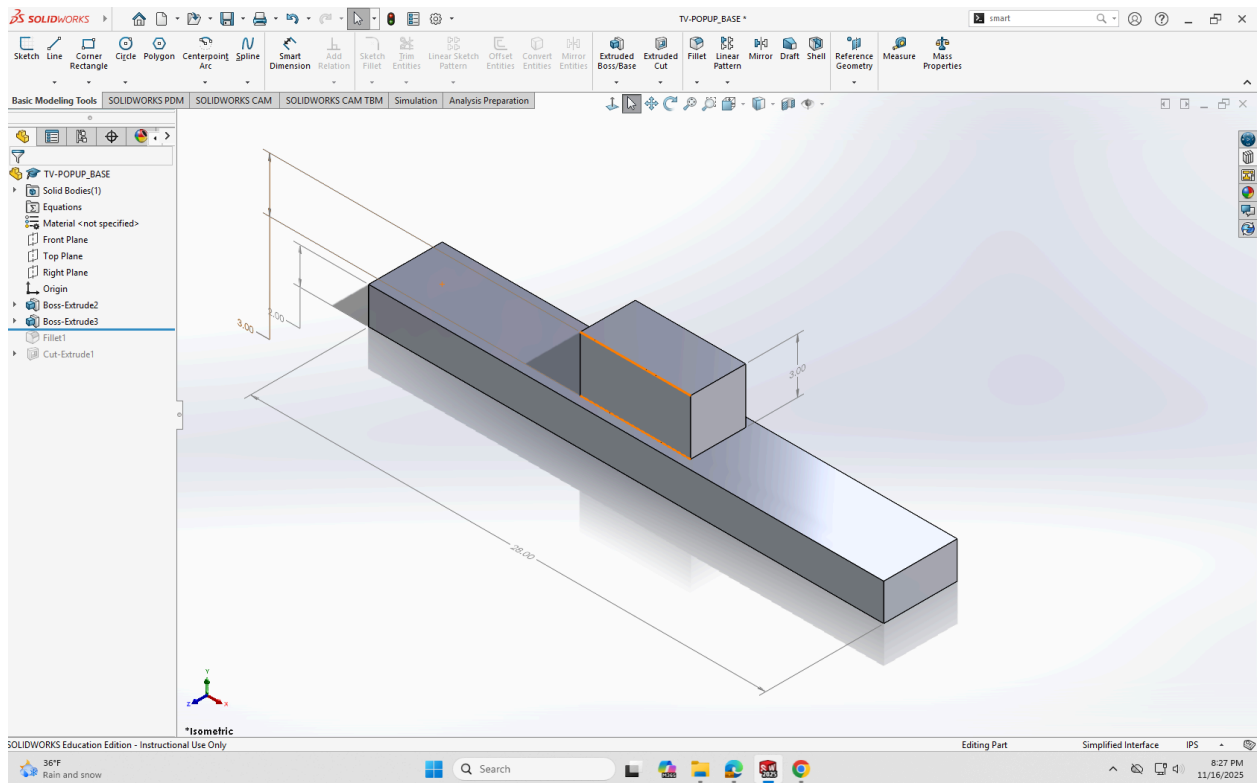 SOLIDWORKS
TV-POPUP_BASE *
smart
Sketch Line Corner Rectangle Circle Polygon Centerpoint Arc Spline Smart Dimension Add Relation Sketch Fillet Trim Entities Linear Sketch Pattern Offset Entities Convert Entities Mirror Entities Extruded Boss/Base Extruded Cut Fillet Linear Pattern Mirror Draft Shell Reference Geometry Measure Mass Properties
Basic Modeling Tools SOLIDWORKS PDM SOLIDWORKS CAM SOLIDWORKS CAM TBM Simulation Analysis Preparation
TV-POPUP_BASE
Solid Bodies(1)
Equations
Material <not specified>
Front Plane
Top Plane
Right Plane
Origin
Boss-Extrude2
Boss-Extrude3
Fillet1
Cut-Extrude1
3.00
2.00
3.00
28.00
Y
Z
X
*Isometric
SOLIDWORKS Education Edition - Instructional Use Only
Editing Part
Simplified Interface
IPS
36°F
Rain and snow
Search
8:27 PM
11/16/2025